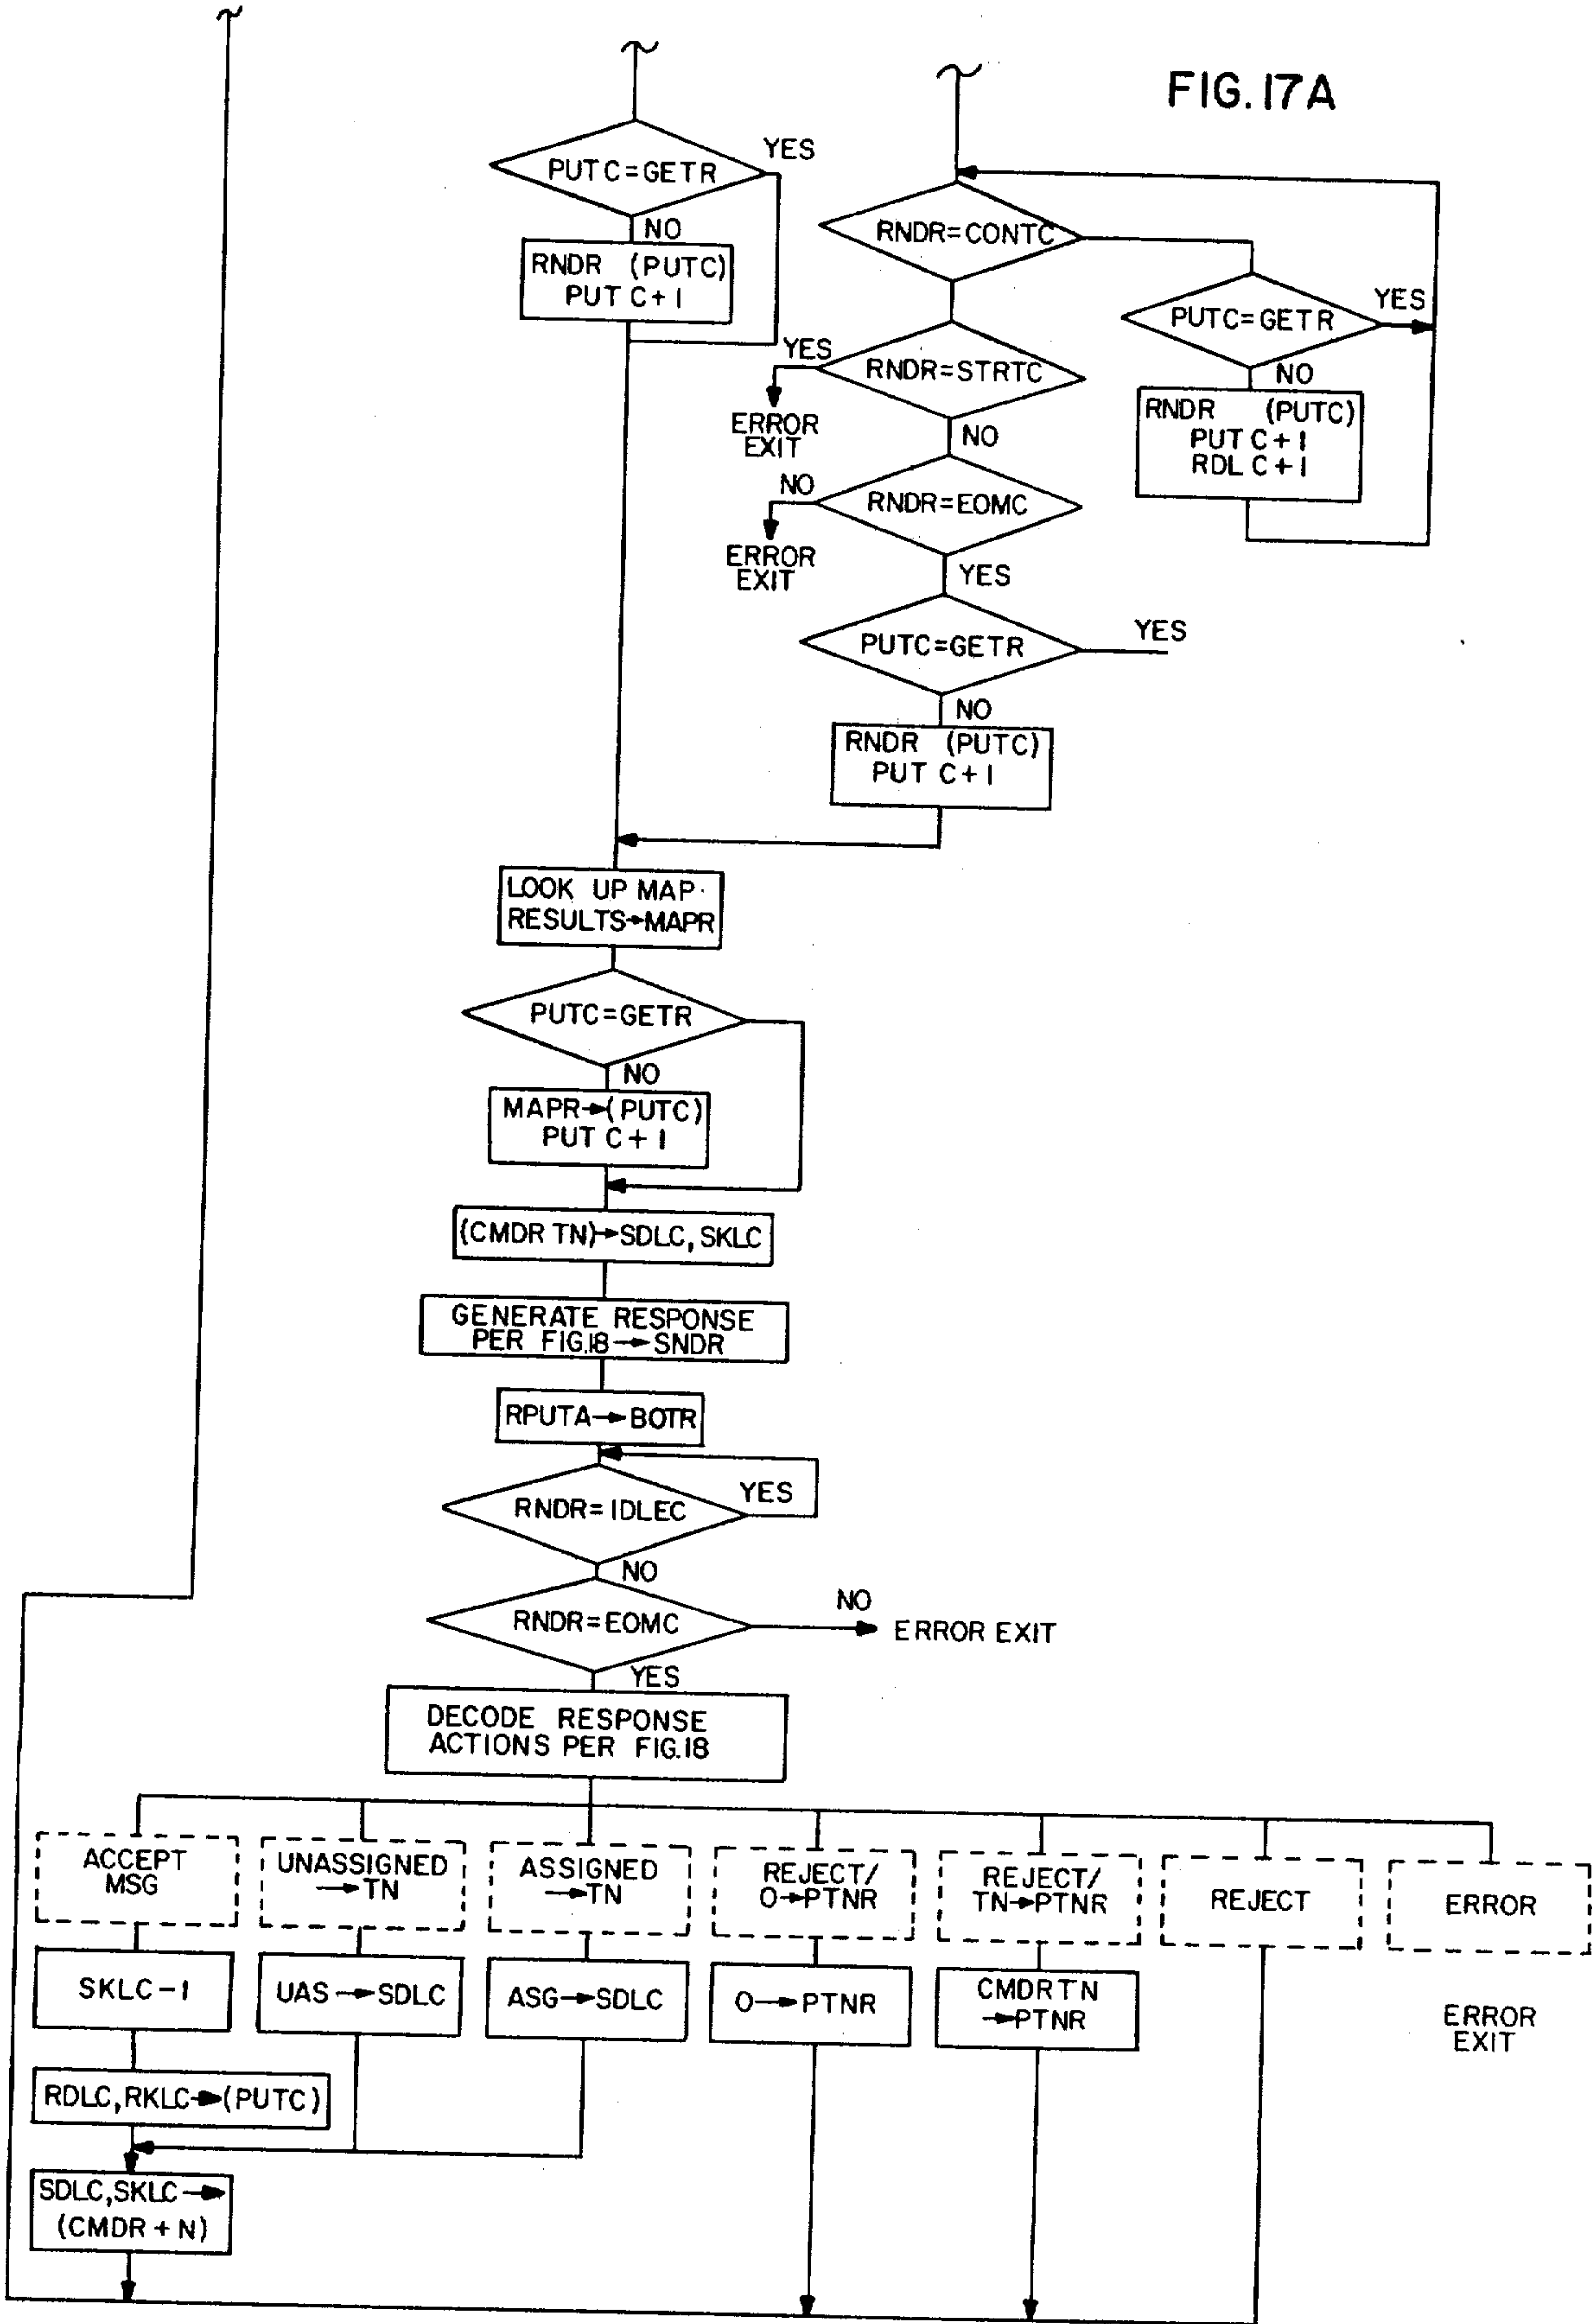 FIG. 17A
PUTC=GETR
YES
NO
RNDR (PUTC)
PUT C+1
RNDR=CONTC
PUTC=GETR
YES
NO
RNDR (PUTC)
PUT C+1
RDL C+1
YES
RNDR=STRTC
ERROR
EXIT
NO
NO
RNDR=EOMC
ERROR
EXIT
YES
PUTC=GETR
YES
NO
RNDR (PUTC)
PUT C+1
LOOK UP MAP
RESULTS→MAPR
PUTC=GETR
NO
MAPR→(PUTC)
PUT C+1
(CMDR TN)→SDLC, SKLC
GENERATE RESPONSE
PER FIG.18→SNDR
RPUTA→BOTR
RNDR=IDLEC
YES
NO
RNDR=EOMC
NO
ERROR EXIT
YES
DECODE RESPONSE
ACTIONS PER FIG.18
ACCEPT
MSG
UNASSIGNED
→TN
ASSIGNED
→TN
REJECT/
O→PTNR
REJECT/
TN→PTNR
REJECT
ERROR
SKLC-1
UAS→SDLC
ASG→SDLC
O→PTNR
CMDRTN
→PTNR
ERROR
EXIT
RDLC,RKLC→(PUTC)
SDLC,SKLC→
(CMDR+N)